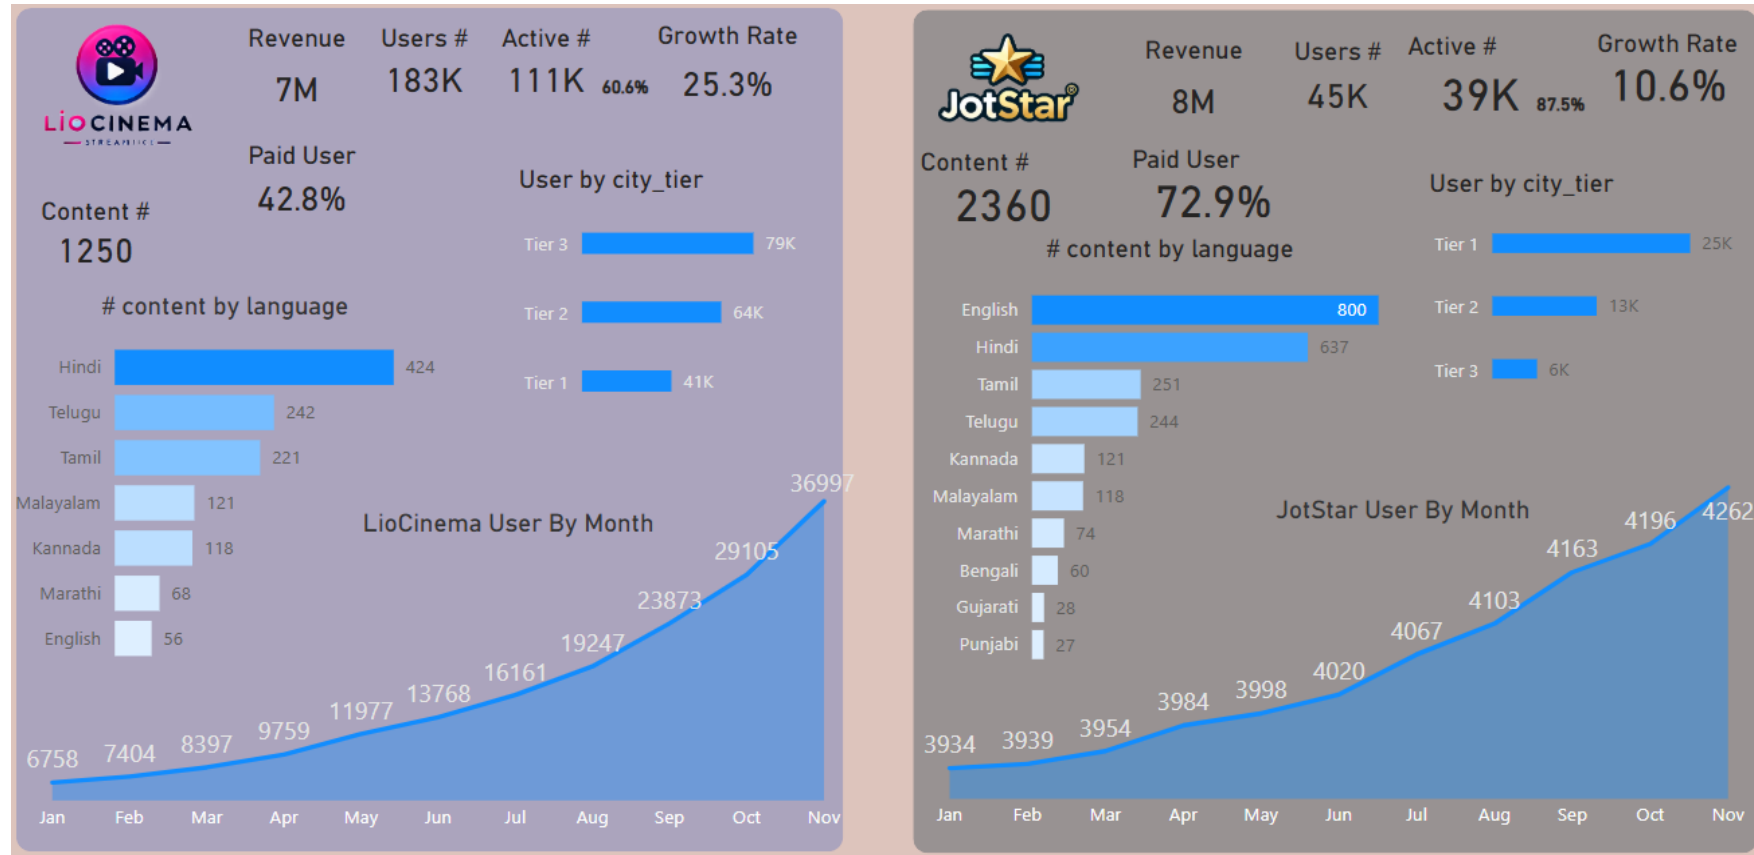 LIOCINEMA
Revenue
7M
Users #
183K
Active #
111K 60.6%
Growth Rate
25.3%
Paid User
42.8%
Content #
1250
User by city_tier
Tier 3 79K
Tier 2 64K
Tier 1 41K
# content by language
Hindi 424
Telugu 242
Tamil 221
Malayalam 121
Kannada 118
Marathi 68
English 56
LioCinema User By Month
6758 7404 8397 9759 11977 13768 16161 19247 23873 29105 36997
Jan Feb Mar Apr May Jun Jul Aug Sep Oct Nov
JotStar®
Revenue
8M
Users #
45K
Active #
39K 87.5%
Growth Rate
10.6%
Content #
2360
Paid User
72.9%
User by city_tier
Tier 1 25K
Tier 2 13K
Tier 3 6K
# content by language
English 800
Hindi 637
Tamil 251
Telugu 244
Kannada 121
Malayalam 118
Marathi 74
Bengali 60
Gujarati 28
Punjabi 27
JotStar User By Month
3934 3939 3954 3984 3998 4020 4067 4103 4163 4196 4262
Jan Feb Mar Apr May Jun Jul Aug Sep Oct Nov